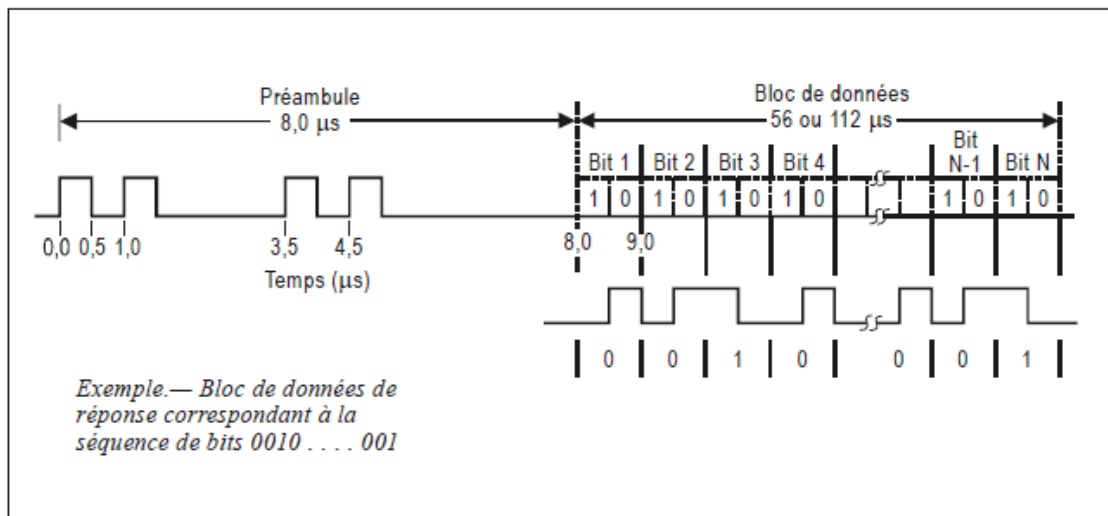 Préambule
8,0 µs
Bloc de données
56 ou 112 µs
Bit 1 Bit 2 Bit 3 Bit 4 Bit N-1 Bit N
1 0 1 0 1 0 1 0 1 0 1 0
0,0 0,5 1,0 3,5 4,5 8,0 9,0
Temps (µs)
0 0 1 0 0 0 1
Exemple.— Bloc de données de
réponse correspondant à la
séquence de bits 0010 . . . . 001